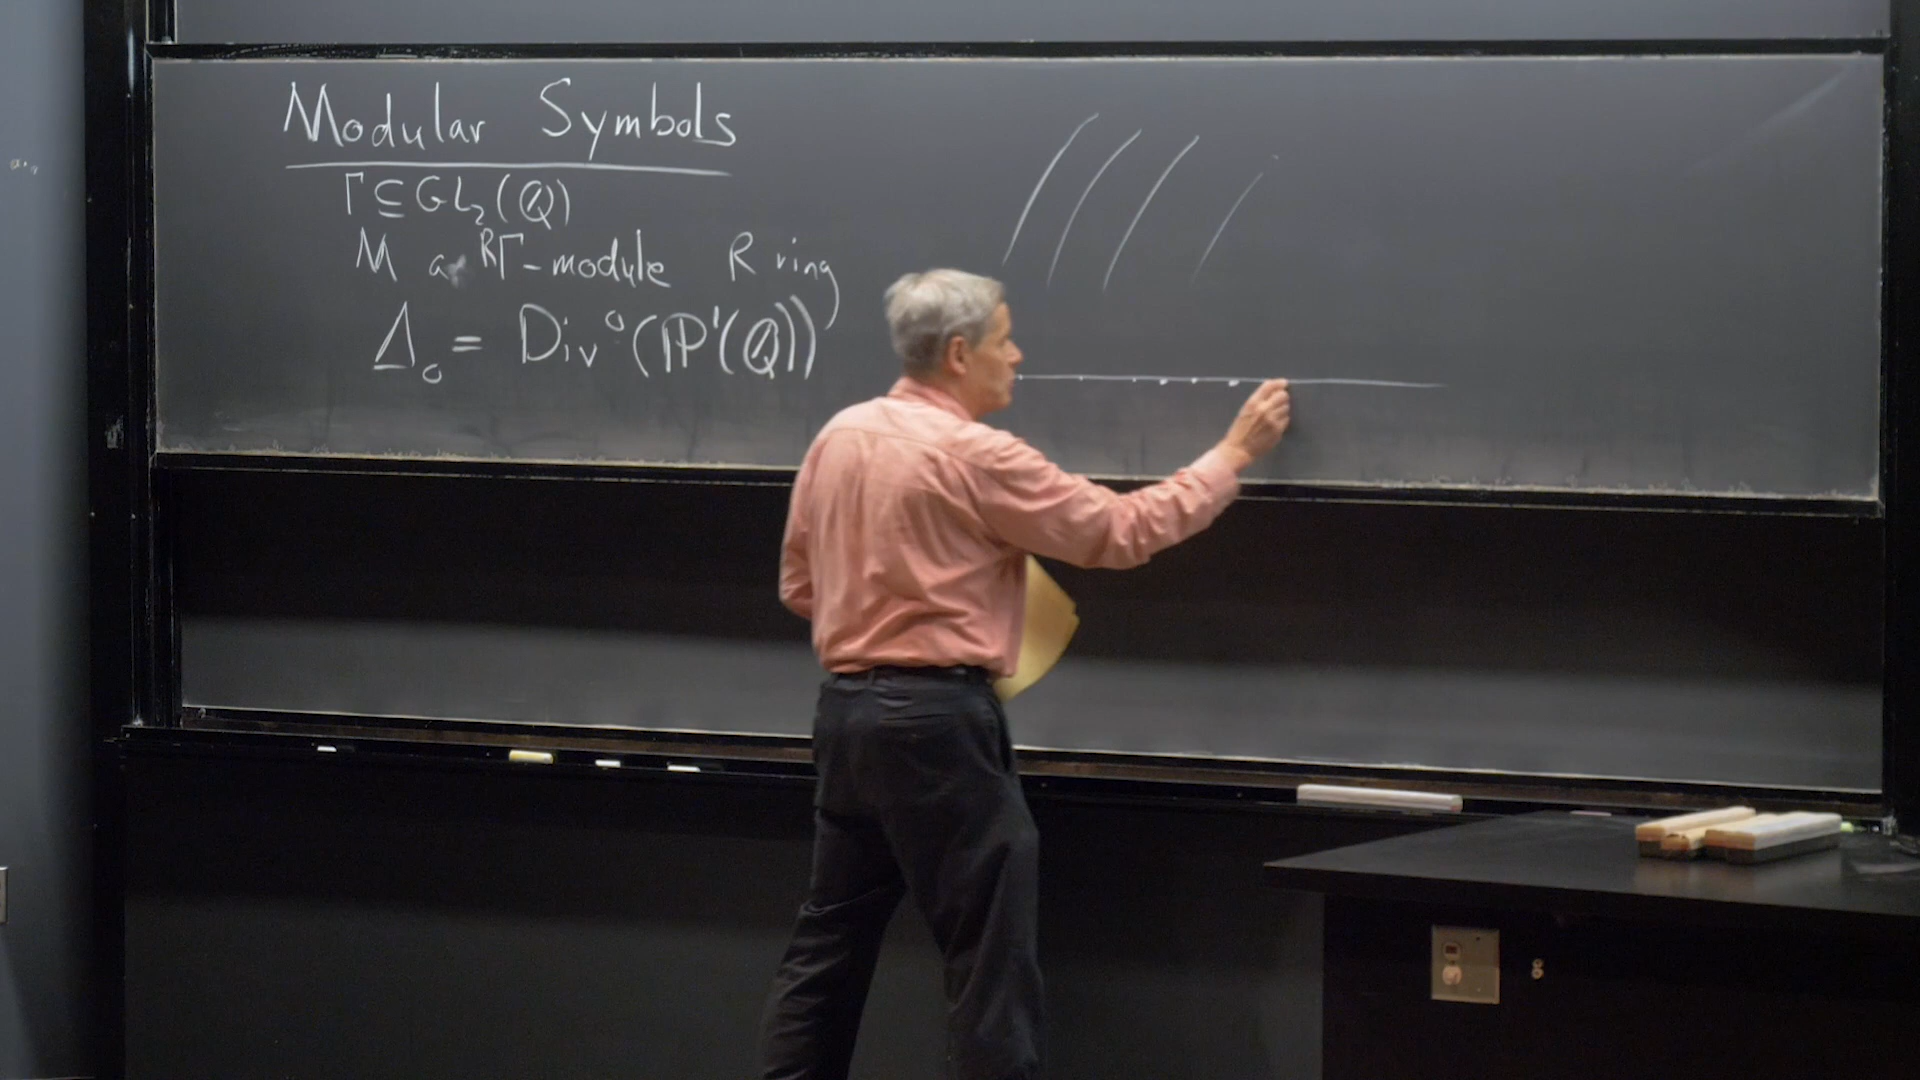 Modular Symbols
Γ ⊆ GL₂(ℚ)
M a RΓ-module R ring
Δ₀ = Div⁰(ℙ¹(ℚ))